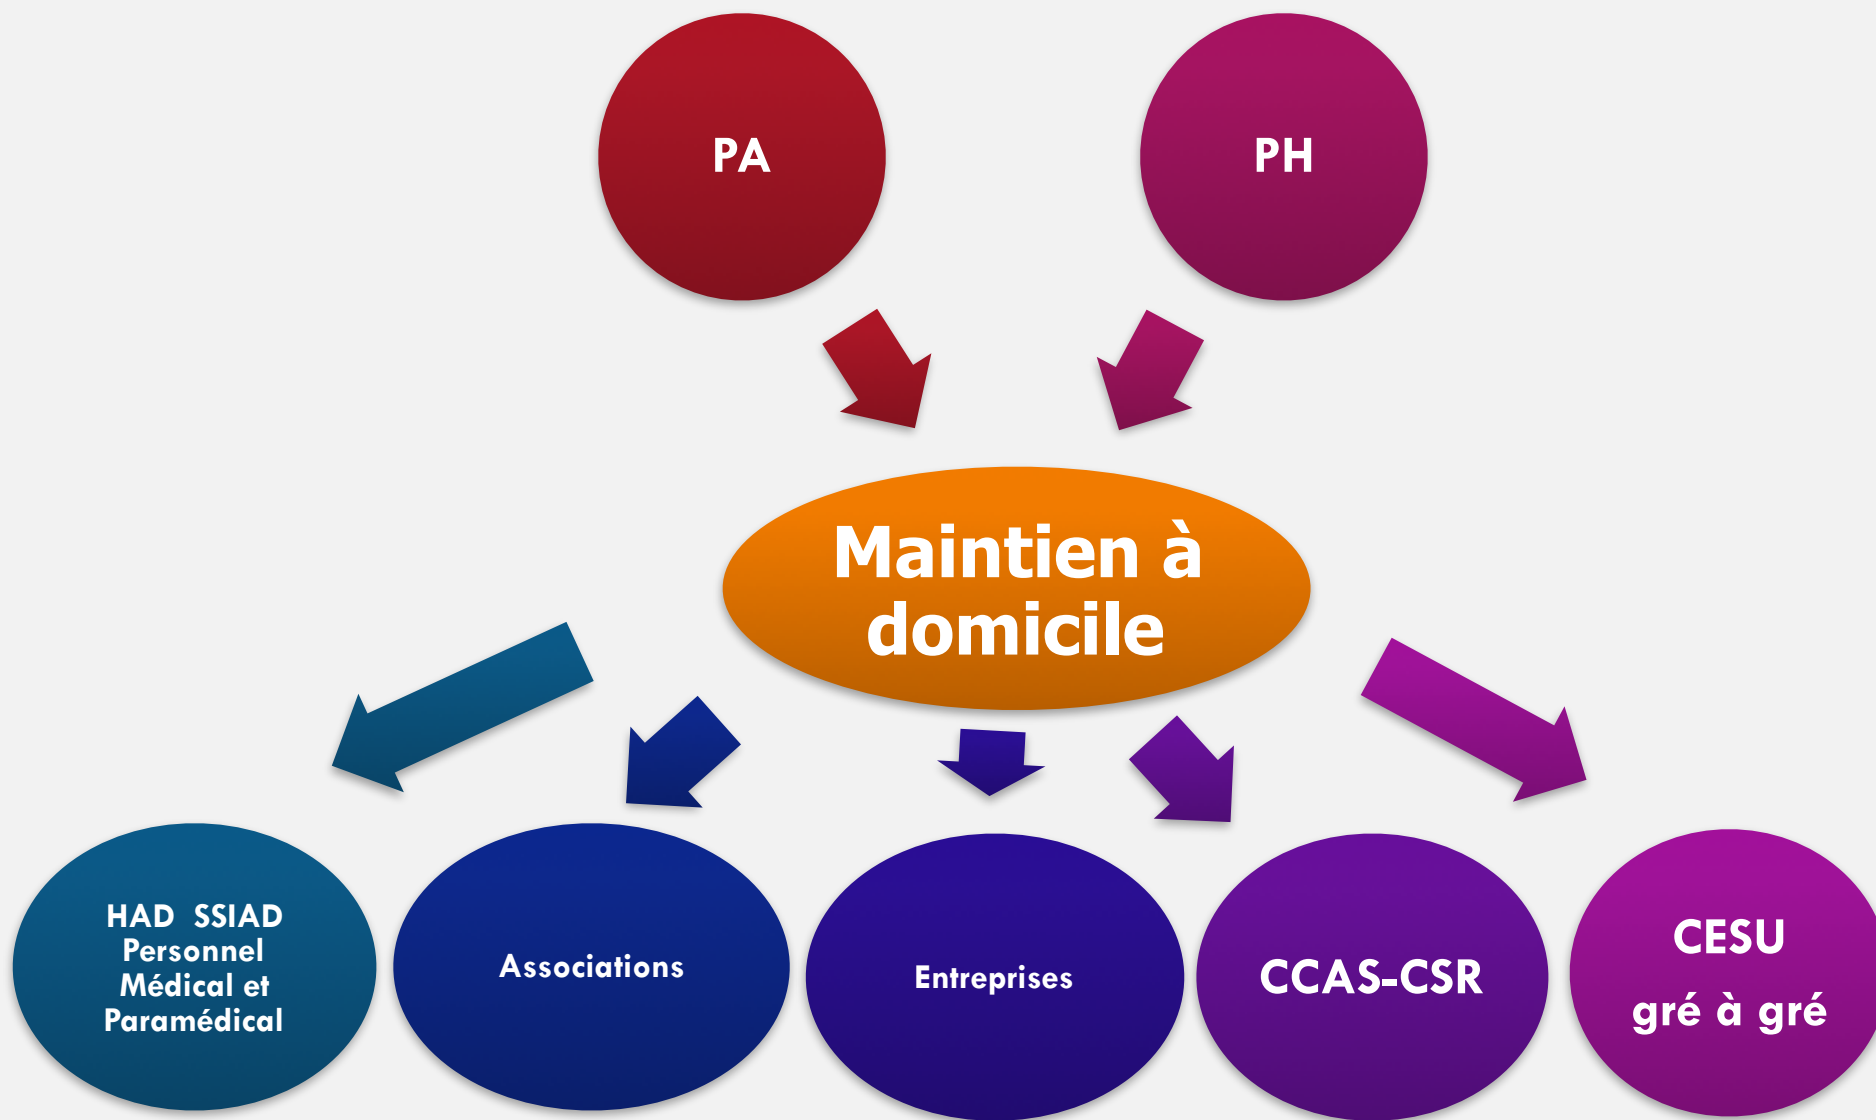 PA
PH
Maintien à
domicile
HAD SSIAD
Personnel
Médical et
Paramédical
Associations
Entreprises
CCAS-CSR
CESU
gré à gré